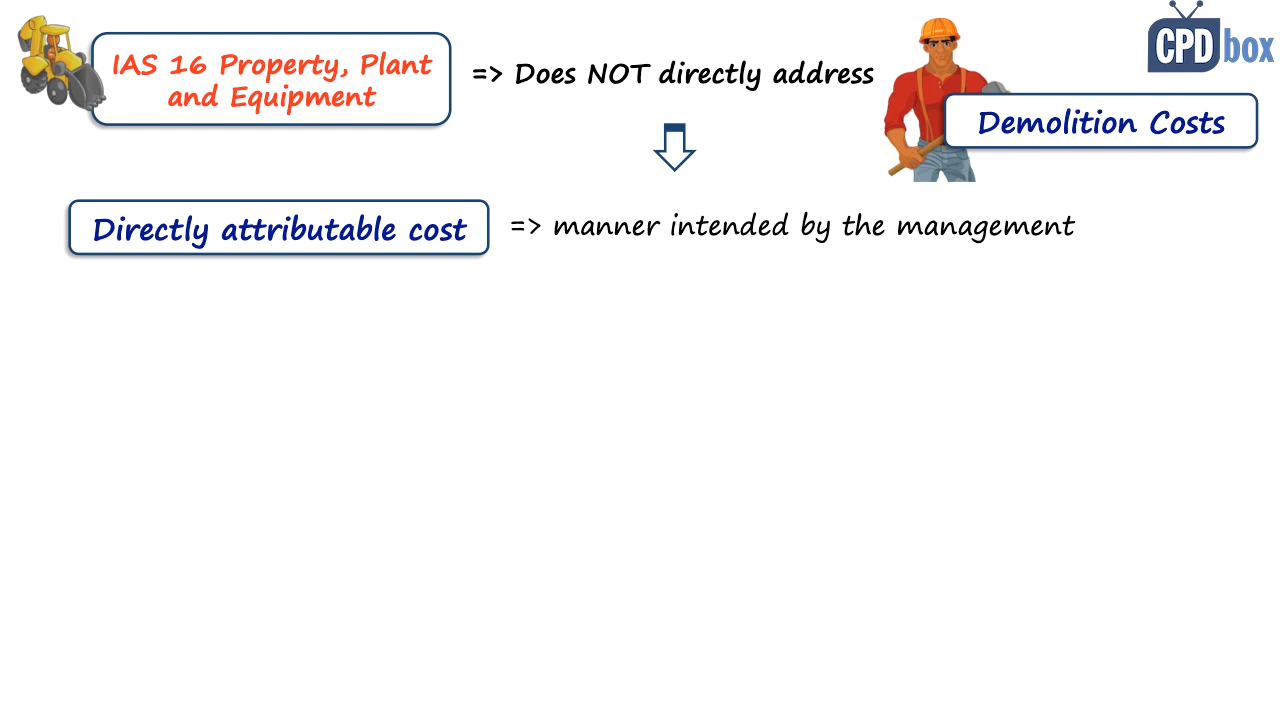 IAS 16 Property, Plant
and Equipment
=> Does NOT directly address
Demolition Costs
CPD box
Directly attributable cost
=> manner intended by the management